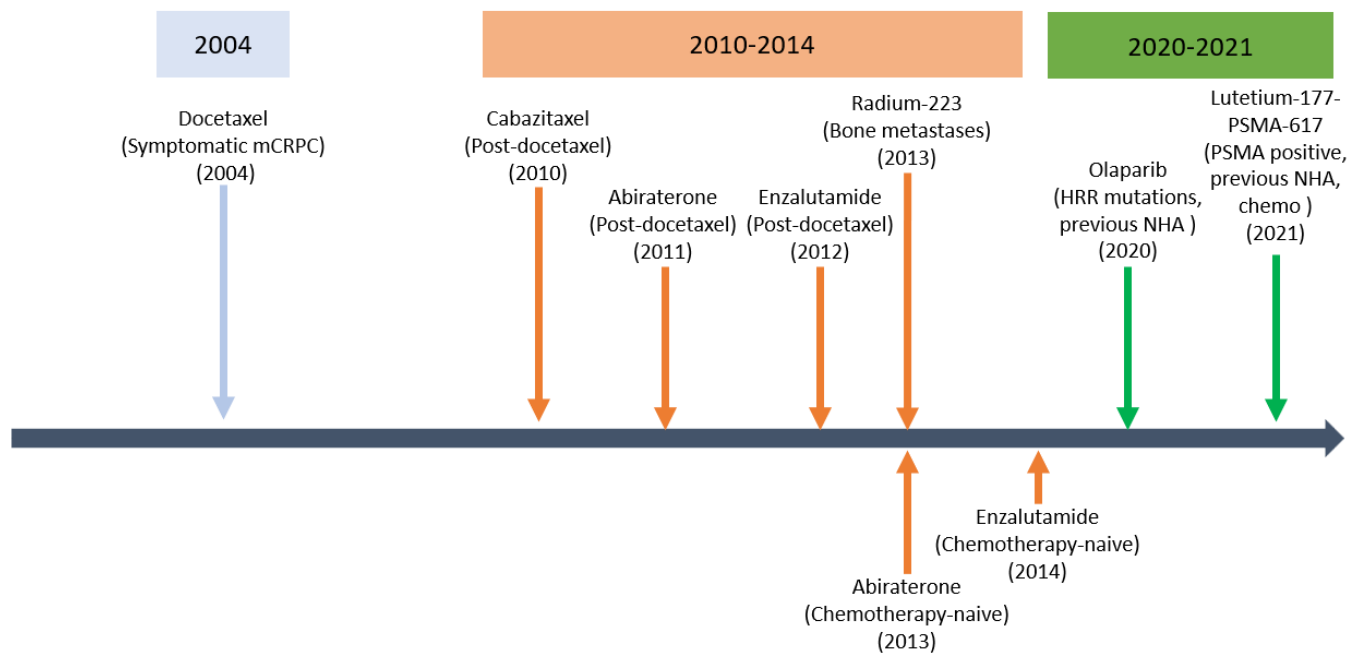 2004
2010-2014
2020-2021
Docetaxel
(Symptomatic mCRPC)
(2004)
Cabazitaxel
(Post-docetaxel)
(2010)
Abiraterone
(Post-docetaxel)
(2011)
Enzalutamide
(Post-docetaxel)
(2012)
Radium-223
(Bone metastases)
(2013)
Olaparib
(HRR mutations,
previous NHA )
(2020)
Lutetium-177-
PSMA-617
(PSMA positive,
previous NHA,
chemo )
(2021)
Abiraterone
(Chemotherapy-naive)
(2013)
Enzalutamide
(Chemotherapy-naive)
(2014)